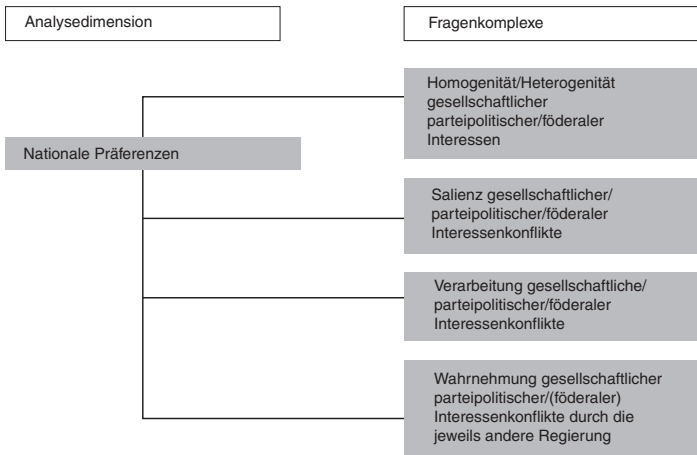 Analysedimension
Fragenkomplexe
Homogenität/Heterogenität
gesellschaftlicher
parteipolitischer/föderaler
Interessen
Nationale Präferenzen
Salienz gesellschaftlicher/
parteipolitischer/föderaler
Interessenkonflikte
Verarbeitung gesellschaftliche/
parteipolitischer/föderaler
Interessenkonflikte
Wahrnehmung gesellschaftlicher
parteipolitischer/(föderaler)
Interessenkonflikte durch die
jeweils andere Regierung